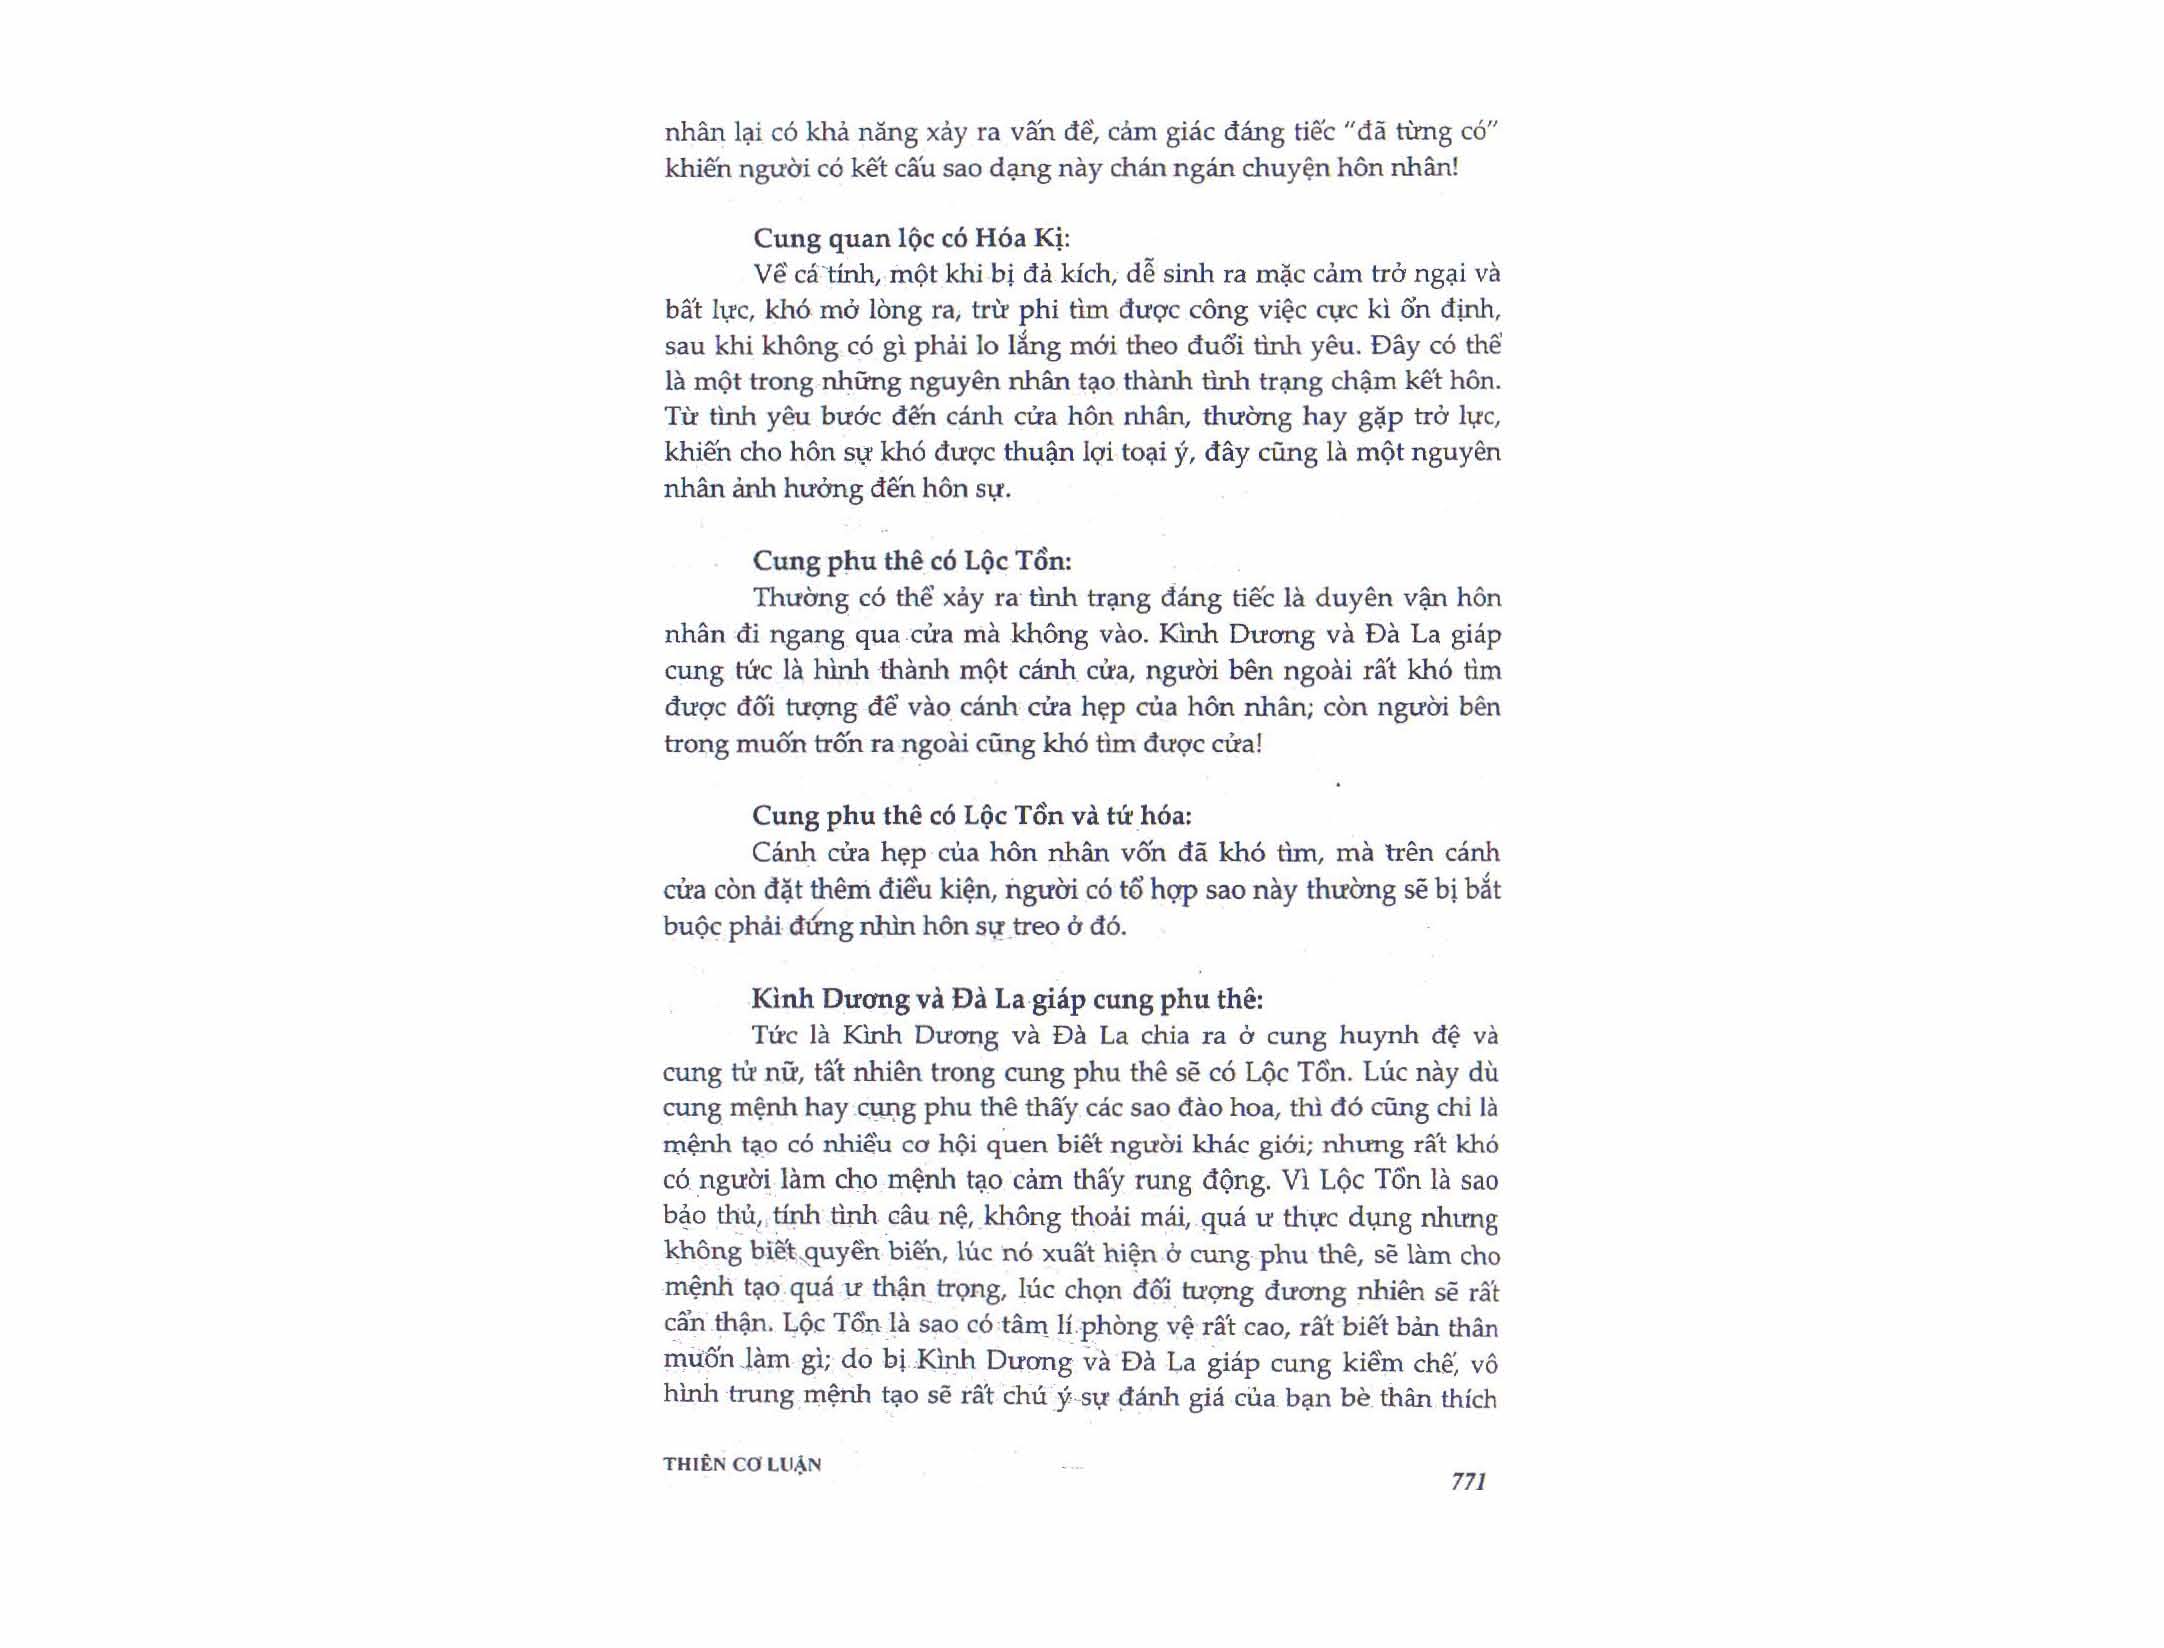 nhân lại có khả năng xảy ra vấn đề, cảm giác đáng tiếc "đã từng có"
khiến người có kết cấu sao dạng này chán ngán chuyện hôn nhân!
Cung quan lộc có Hóa Kị:
Về cá tính, một khi bị đả kích, dễ sinh ra mặc cảm trở ngại và
bất lực, khó mở lòng ra, trừ phi tìm được công việc cực kì ổn định,
sau khi không có gì phải lo lắng mới theo đuổi tình yêu. Đây có thể
là một trong những nguyên nhân tạo thành tình trạng chậm kết hôn.
Từ tình yêu bước đến cánh cửa hôn nhân, thường hay gặp trở lực,
khiến cho hôn sự khó được thuận lợi toại ý, đây cũng là một nguyên
nhân ảnh hưởng đến hôn sự.
Cung phu thê có Lộc Tồn:
Thường có thể xảy ra tình trạng đáng tiếc là duyên vận hôn
nhân đi ngang qua cửa mà không vào. Kình Dương và Đà La giáp
cung tức là hình thành một cánh cửa, người bên ngoài rất khó tìm
được đối tượng để vào cánh cửa hẹp của hôn nhân; còn người bên
trong muốn trốn ra ngoài cũng khó tìm được cửa!
Cung phu thê có Lộc Tồn và tứ hóa:
Cánh cửa hẹp của hôn nhân vốn đã khó tìm, mà trên cánh
cửa còn đặt thêm điều kiện, người có tổ hợp sao này thường sẽ bị bắt
buộc phải đứng nhìn hôn sự treo ở đó.
Kình Dương và Đà La giáp cung phu thê:
Tức là Kình Dương và Đà La chia ra ở cung huynh đệ và
cung tử nữ, tất nhiên trong cung phu thê sẽ có Lộc Tồn. Lúc này dù
cung mệnh hay cung phu thê thấy các sao đào hoa, thì đó cũng chỉ là
mệnh tạo có nhiều cơ hội quen biết người khác giới; nhưng rất khó
có người làm cho mệnh tạo cảm thấy rung động. Vì Lộc Tồn là sao
bảo thủ, tính tình câu nệ, không thoải mái, quá ư thực dụng nhưng
không biết quyền biến, lúc nó xuất hiện ở cung phu thê, sẽ làm cho
mệnh tạo quá ư thận trọng, lúc chọn đối tượng đương nhiên sẽ rất
cẩn thận. Lộc Tồn là sao có tâm lí phòng vệ rất cao, rất biết bản thân
muốn làm gì; do bị Kình Dương và Đà La giáp cung kiềm chế, vô
hình trung mệnh tạo sẽ rất chú ý sự đánh giá của bạn bè thân thích
THIÊN CƠ LUẬN
771